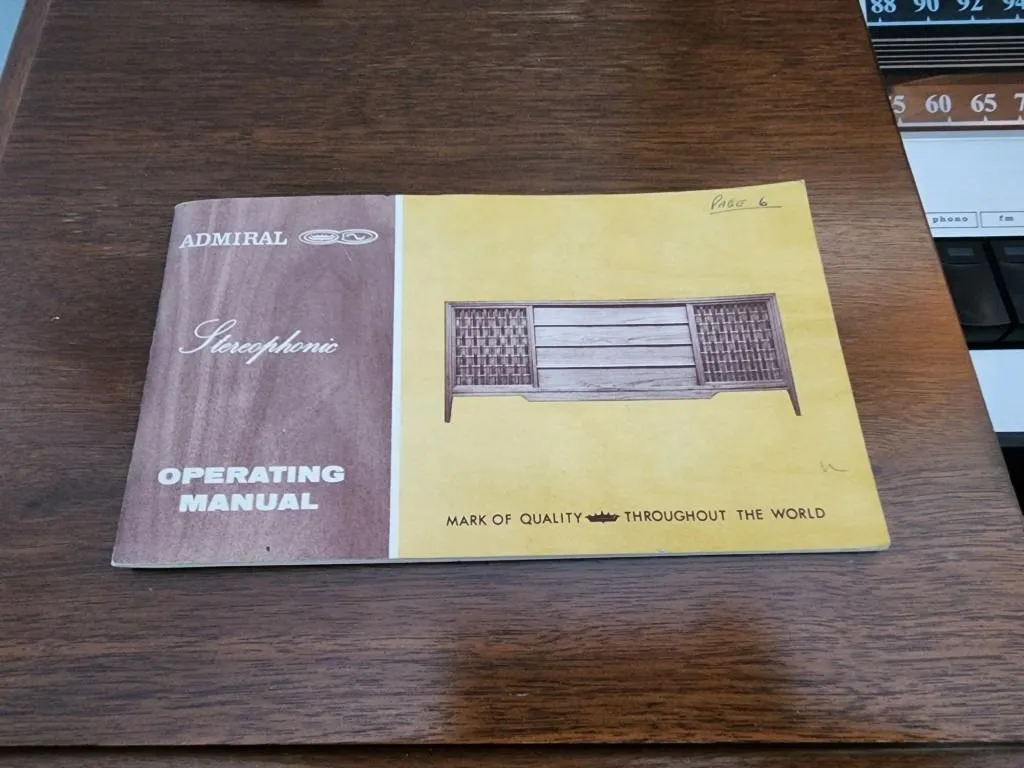 88 90 92 94
60 65
phono fm
PAGE 6
ADMIRAL
Stereophonic
OPERATING
MANUAL
MARK OF QUALITY THROUGHOUT THE WORLD